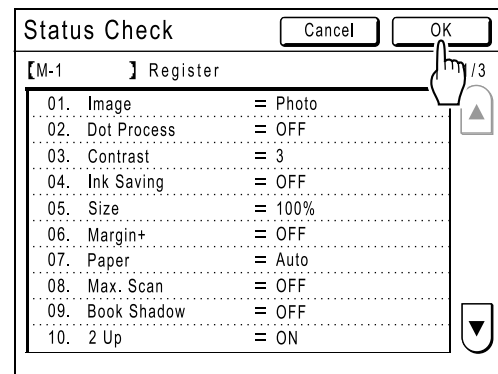 Status Check Cancel OK
【M-1 】 Register /3
01. Image = Photo
02. Dot Process = OFF
03. Contrast = 3
04. Ink Saving = OFF
05. Size = 100%
06. Margin+ = OFF
07. Paper = Auto
08. Max. Scan = OFF
09. Book Shadow = OFF
10. 2 Up = ON